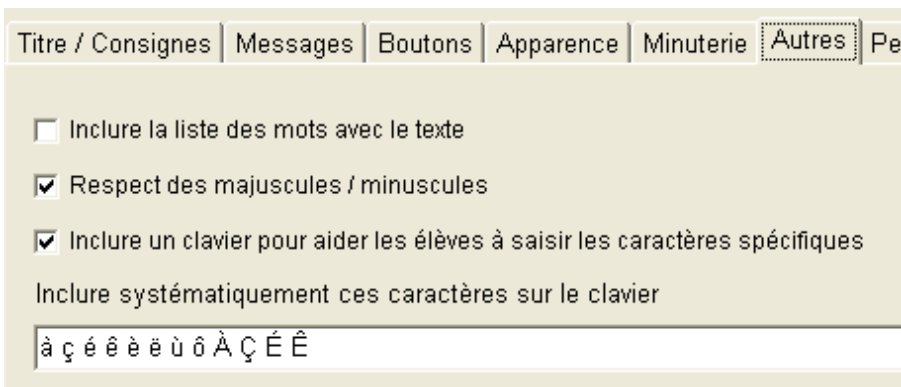 Titre / Consignes Messages Boutons Apparence Minuterie Autres Pe
Inclure la liste des mots avec le texte
Respect des majuscules / minuscules
Inclure un clavier pour aider les élèves à saisir les caractères spécifiques
Inclure systématiquement ces caractères sur le clavier
à ç é ê è ë ù ô À Ç É Ê